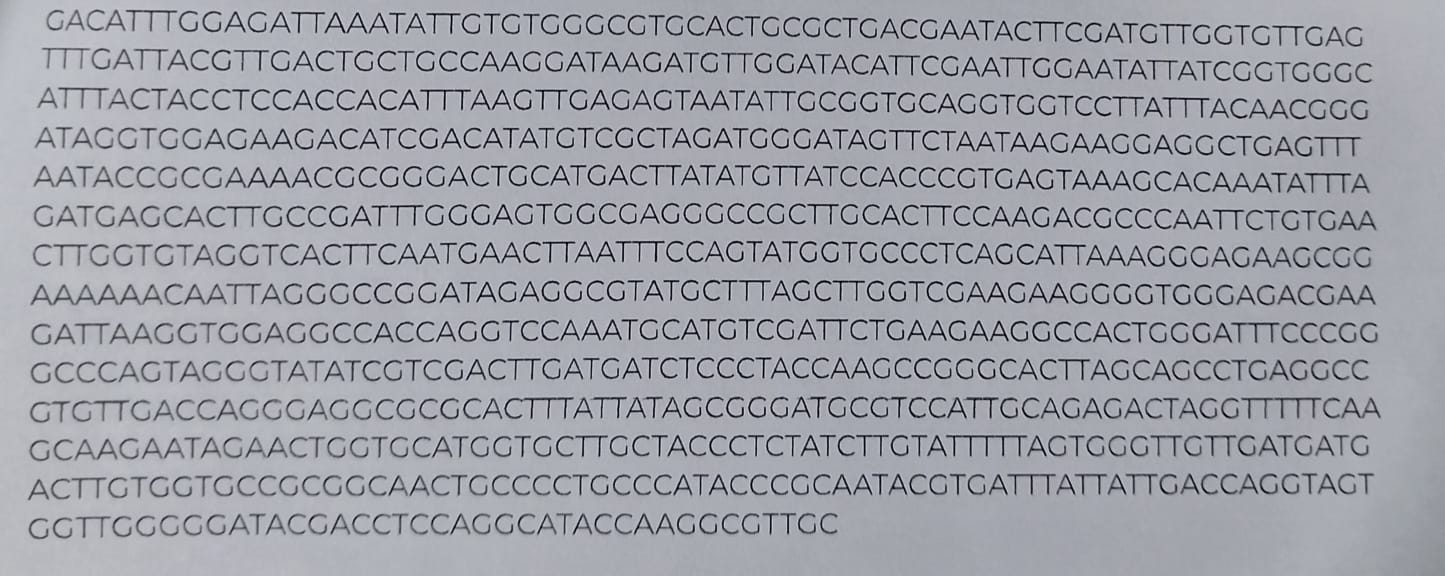 GACATTTGGAGATTAAATATTGTGTGGGCGTGCACTGCGCTGACGAATACTTCGATGTTGGTGTTGAG
TTTGATTACGTTGACTGCTGCCAAGGATAAGATGTTGGATACATTCGAATTGGAATATTATCGGTGGGC
ATTTACTACCTCCACCACATTTAAGTTGAGAGTAATATTGCGGTGCAGGTGGTCCTTATTTACAACGGG
ATAGGTGGAGAAGACATCGACATATGTCGCTAGATGGGATAGTTCTAATAAGAAGGAGGCTGAGTTT
AATACCGCGAAAACGCGGGACTGCATGACTTATATGTTATCCACCCGTGAGTAAAGCACAAATATTTA
GATGAGCACTTGCCGATTTGGGAGTGGCGAGGGCCGCTTGCACTTCCAAGACGCCCAATTCTGTGAA
CTTGGTGTAGGTCACTTCAATGAACTTAATTTCCAGTATGGTGCCCTCAGCATTAAAGGGAGAAGCGG
AAAAAACAATTAGGGCCGGATAGAGGCGTATGCTTTAGCTTGGTCGAAGAAGGGGTGGGAGACGAA
GATTAAGGTGGAGGCCACCAGGTCCAAATGCATGTCGATTCTGAAGAAGGCCACTGGGATTTCCCGG
GCCCAGTAGGGTATATCGTCGACTTGATGATCTCCCTACCAAGCCGGGCACTTAGCAGCCTGAGGCC
GTGTTGACCAGGGAGGCGCGCACTTTATTATAGCGGGATGCGTCCATTGCAGAGACTAGGTTTTTCAA
GCAAGAATAGAACTGGTGCATGGTGCTTGCTACCCTCTATCTTGTATTTTTAGTGGGTTGTTGATGATG
ACTTGTGGTGCCGCGGCAACTGCCCCTGCCCATACCCGCAATACGTGATTTATTATTGACCAGGTAGT
GGTTGGGGGATACGACCTCCAGGCATACCAAGGCGTTGC